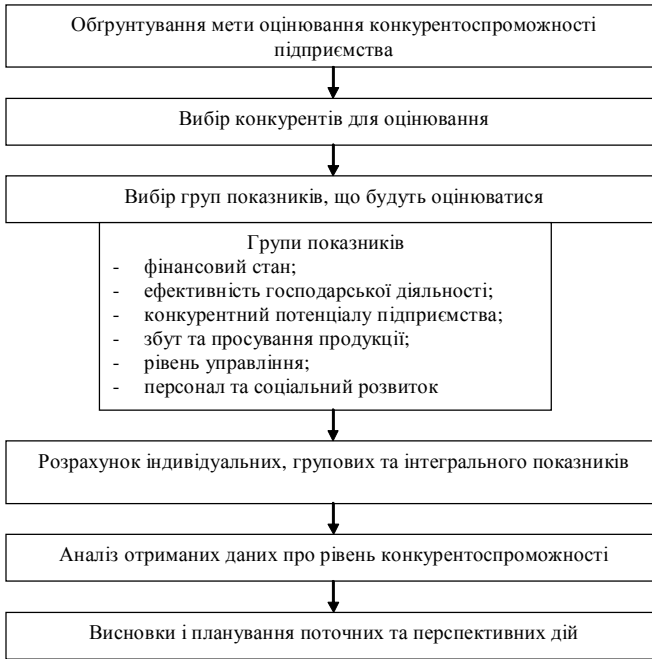 Обґрунтування мети оцінювання конкурентоспроможності
підприємства
Вибір конкурентів для оцінювання
Вибір груп показників, що будуть оцінюватися
Групи показників
- фінансовий стан;
- ефективність господарської діяльності;
- конкурентний потенціалу підприємства;
- збут та просування продукції;
- рівень управління;
- персонал та соціальний розвиток
Розрахунок індивідуальних, групових та інтегрального показників
Аналіз отриманих даних про рівень конкурентоспроможності
Висновки і планування поточних та перспективних дій